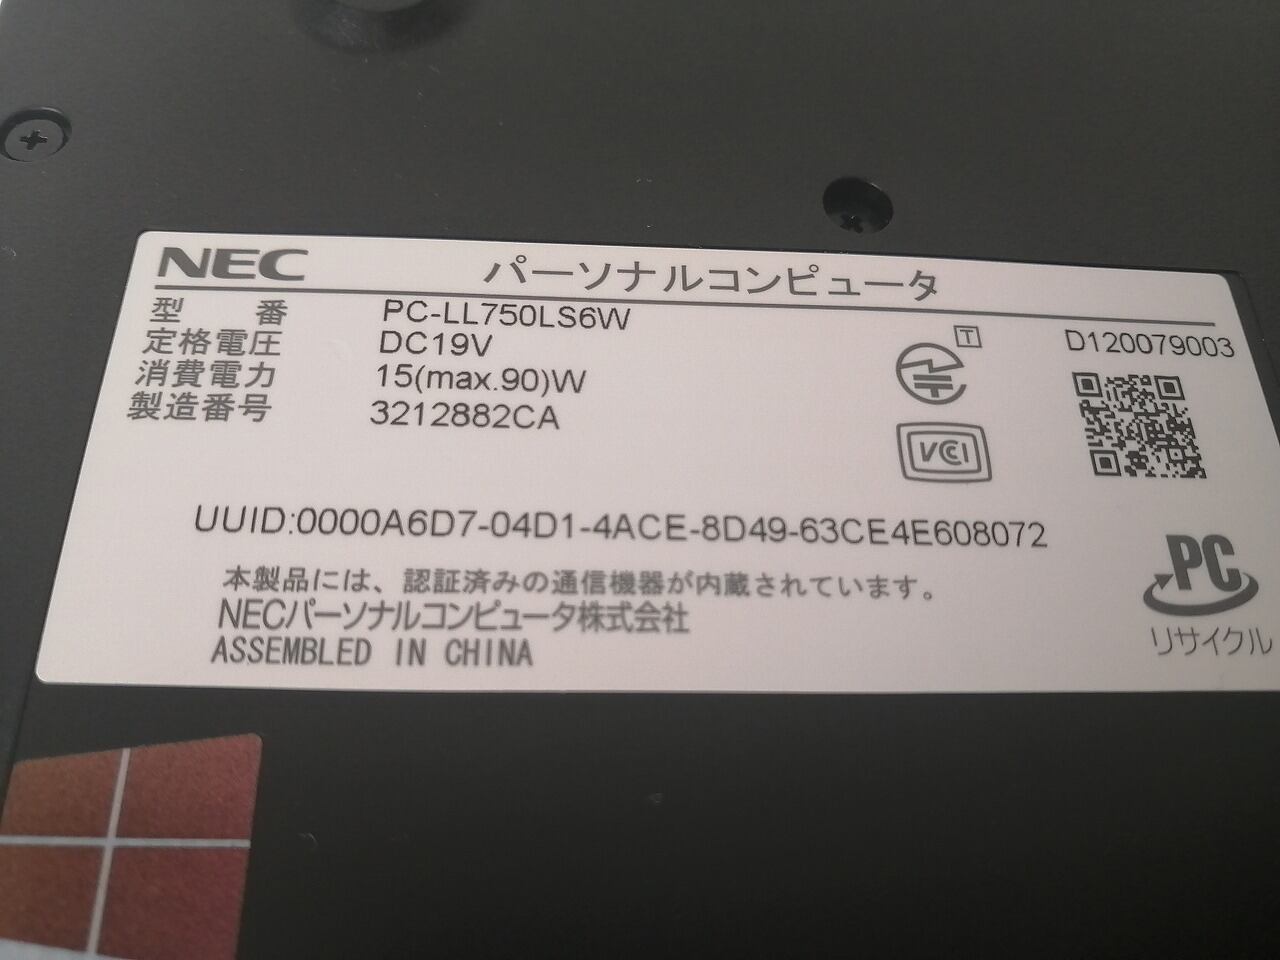 NEC パーソナルコンピュータ
型番 PC-LL750LS6W
定格電圧 DC19V
消費電力 15(max.90)W
製造番号 3212882CA
T
D120079003
VCCI
UUID:0000A6D7-04D1-4ACE-8D49-63CE4E608072
本製品には、認証済みの通信機器が内蔵されています。
NECパーソナルコンピュータ株式会社
ASSEMBLED IN CHINA
PC
リサイクル